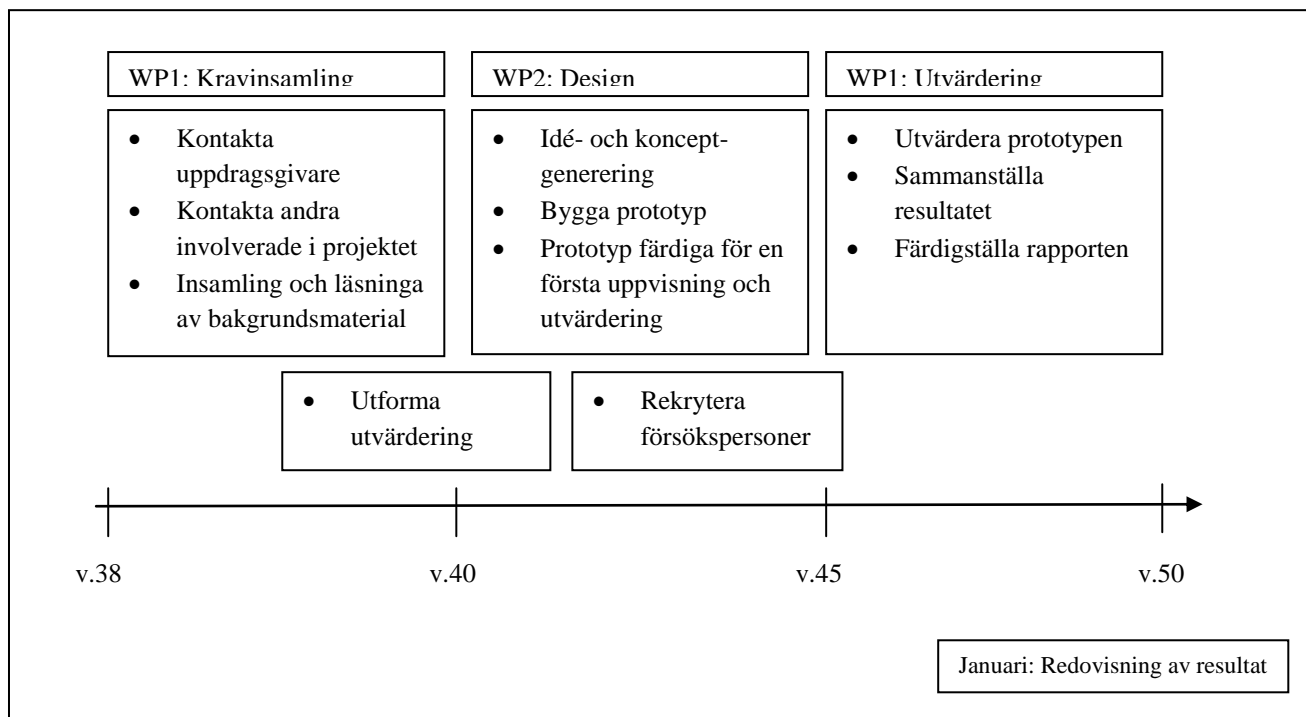 WP1: Kravinsamling
WP2: Design
WP1: Utvärdering
• Kontakta
uppdragsgivare
• Kontakta andra
involverade i projektet
• Insamling och läsninga
av bakgrundsmaterial
• Idé- och koncept-
generering
• Bygga prototyp
• Prototyp färdiga för en
första uppvisning och
utvärdering
• Utvärdera prototypen
• Sammanställa
resultatet
• Färdigställa rapporten
• Utforma
utvärdering
• Rekrytera
försökspersoner
v.38
v.40
v.45
v.50
Januari: Redovisning av resultat